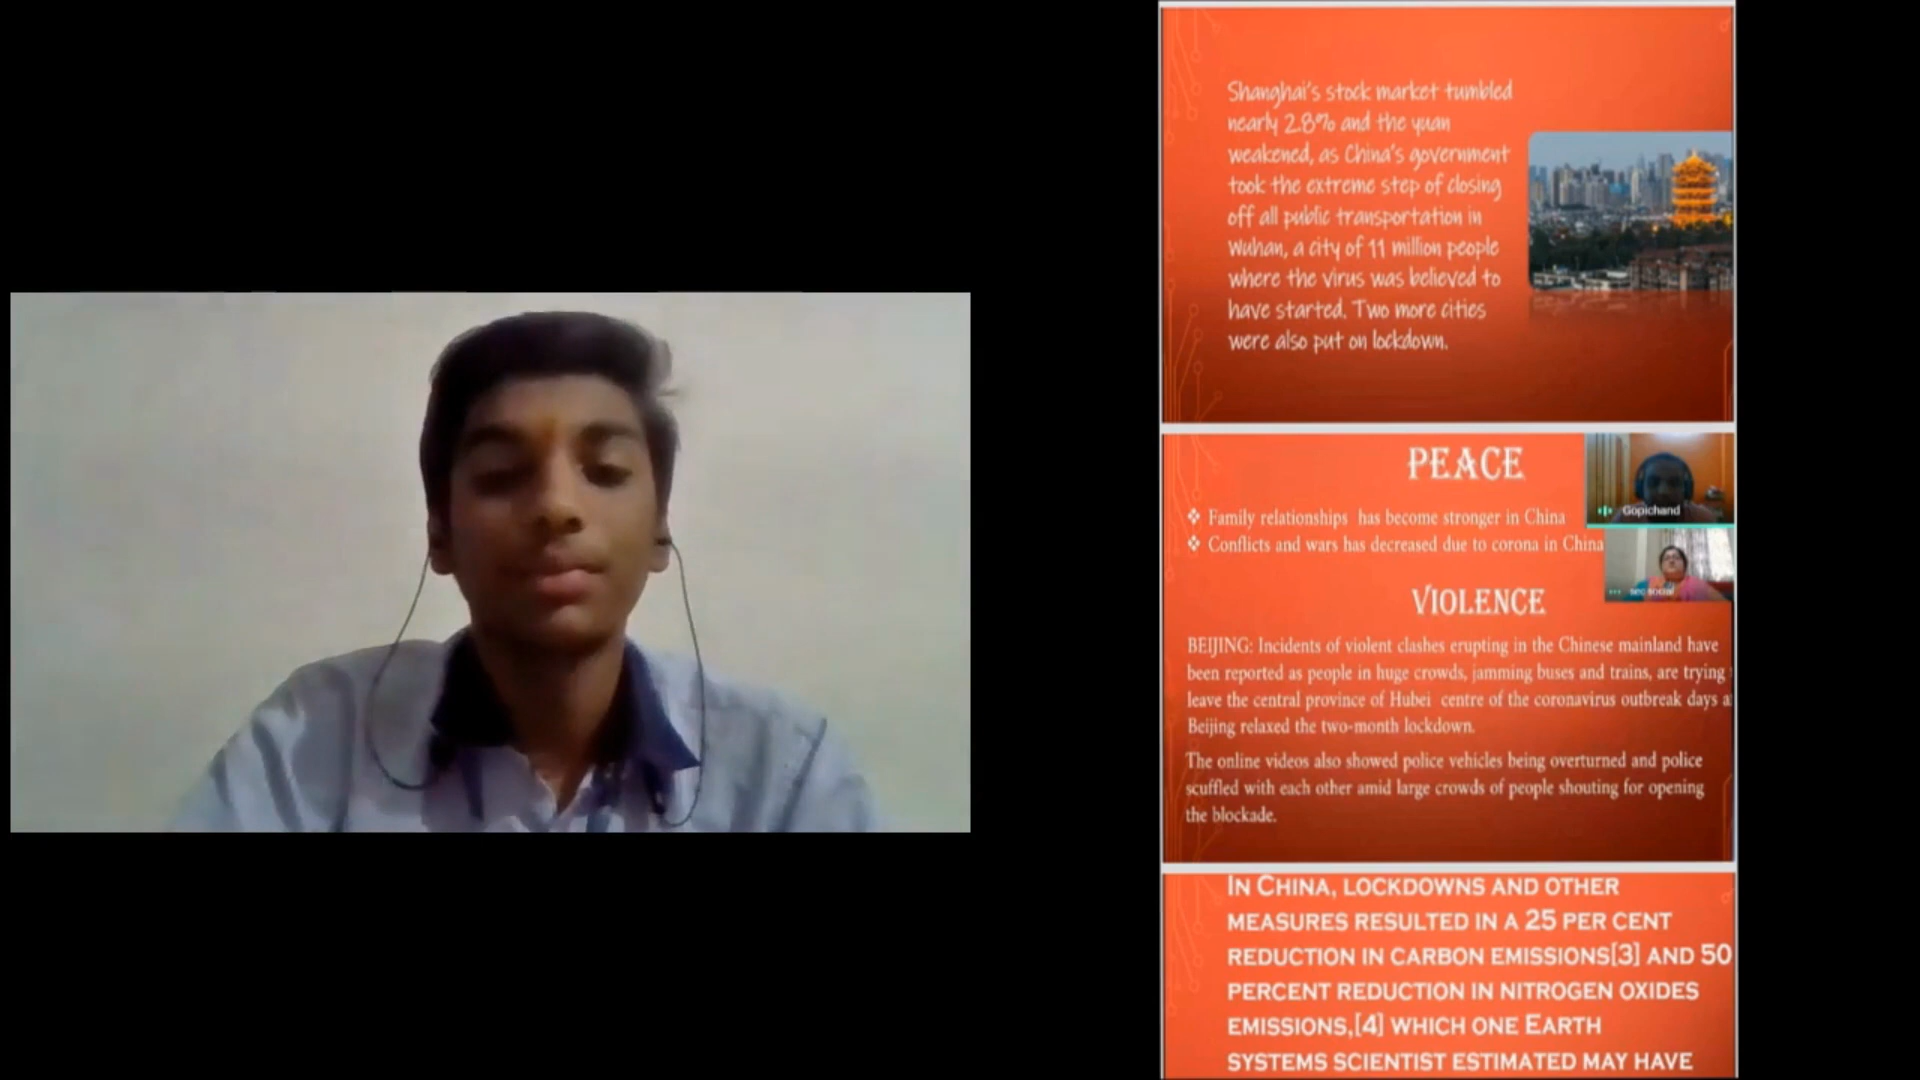 Shanghai's stock market tumbled
nearly 2.8% and the yuan
weakened, as China's government
took the extreme step of closing
off all public transportation in
Wuhan, a city of 11 million people
where the virus was believed to
have started. Two more cities
were also put on lockdown.
PEACE
Gopichand
❖ Family relationships has become stronger in China
❖ Conflicts and wars has decreased due to corona in China
sec social
VIOLENCE
BEIJING: Incidents of violent clashes erupting in the Chinese mainland have
been reported as people in huge crowds, jamming buses and trains, are trying
leave the central province of Hubei centre of the coronavirus outbreak days a
Beijing relaxed the two-month lockdown.
The online videos also showed police vehicles being overturned and police
scuffled with each other amid large crowds of people shouting for opening
the blockade.
IN CHINA, LOCKDOWNS AND OTHER
MEASURES RESULTED IN A 25 PER CENT
REDUCTION IN CARBON EMISSIONS[3] AND 50
PERCENT REDUCTION IN NITROGEN OXIDES
EMISSIONS,[4] WHICH ONE EARTH
SYSTEMS SCIENTIST ESTIMATED MAY HAVE